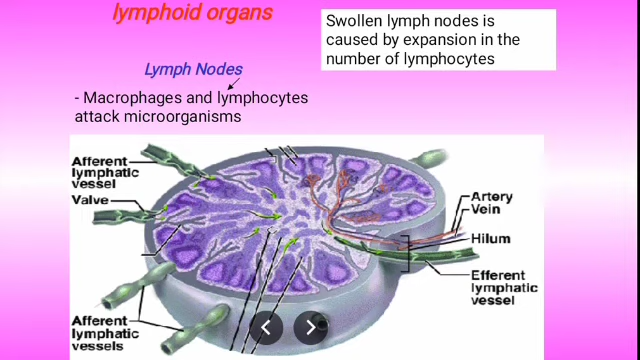 lymphoid organs
Swollen lymph nodes is
caused by expansion in the
number of lymphocytes
Lymph Nodes
- Macrophages and lymphocytes
attack microorganisms
Afferent
lymphatic
vessel
Valve
Artery
Vein
Hilum
Efferent
lymphatic
vessel
Afferent
lymphatic
vessels